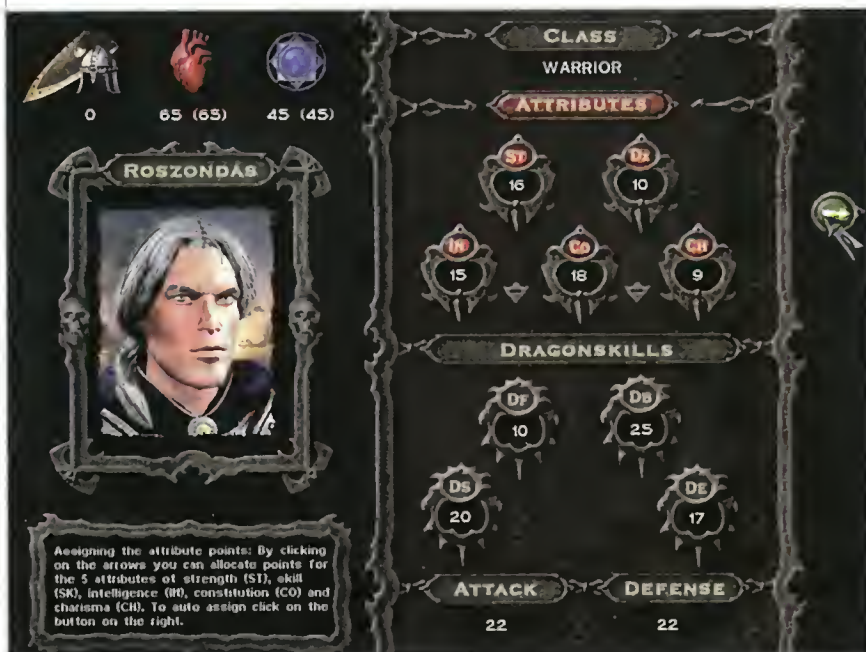 0
65 (65)
45 (45)
ROSZONDAS
Assigning the attribute points: By clicking
on the arrows you can allocate points for
the 5 attributes of strength (ST), skill
(SK), intelligence (IN), constitution (CO) and
charisma (CH). To auto assign click on the
button on the right.
CLASS
WARRIOR
ATTRIBUTES
ST
16
DX
10
IN
15
CO
18
CH
9
DRAGONSKILLS
DF
10
DB
25
DS
20
DE
17
ATTACK
22
DEFENSE
22